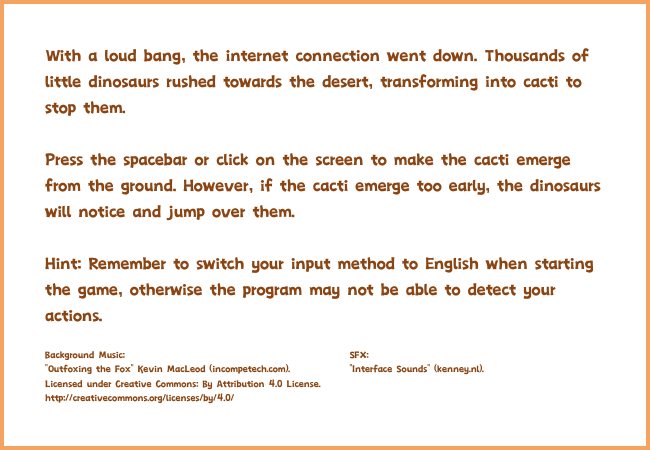 With a loud bang, the internet connection went down. Thousands of
little dinosaurs rushed towards the desert, transforming into cacti to
stop them.
Press the spacebar or click on the screen to make the cacti emerge
from the ground. However, if the cacti emerge too early, the dinosaurs
will notice and jump over them.
Hint: Remember to switch your input method to English when starting
the game, otherwise the program may not be able to detect your
actions.
Background Music:
"Outfoxing the Fox" Kevin MacLeod (incompetech.com).
Licensed under Creative Commons: By Attribution 4.0 License.
http://creativecommons.org/licenses/by/4.0/
SFX:
"Interface Sounds" (kenney.nl).